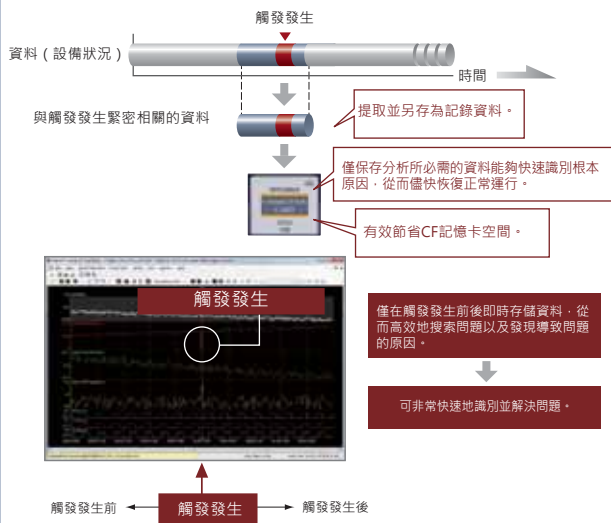 觸發發生
資料（設備狀況）
時間
與觸發發生緊密相關的資料
提取並另存為記錄資料。
僅保存分析所必需的資料能夠快速識別根本
原因，從而儘快恢復正常運行。
有效節省CF記憶卡空間。
觸發發生
僅在觸發發生前後即時存儲資料，從
而高效地搜索問題以及發現導致問題
的原因。
可非常快速地識別並解決問題。
觸發發生前
觸發發生
觸發發生後